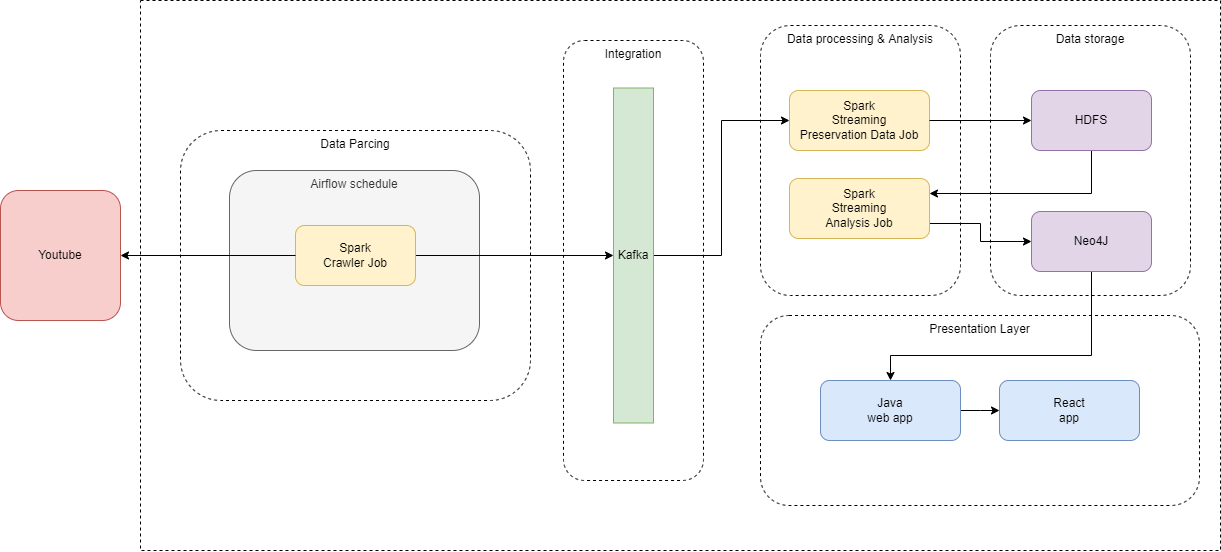 Youtube
Data Parcing
Airflow schedule
Spark
Crawler Job
Integration
Kafka
Data processing & Analysis
Spark
Streaming
Preservation Data Job
Spark
Streaming
Analysis Job
Data storage
HDFS
Neo4J
Presentation Layer
Java
web app
React
app